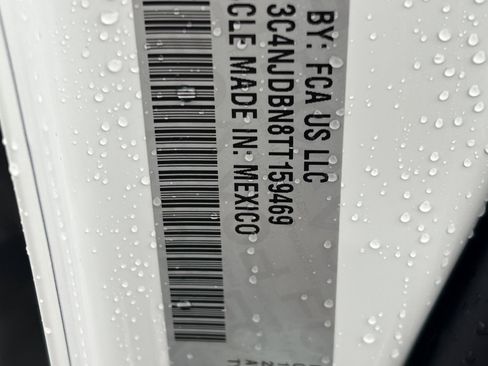 BY: FCA US LLC
3C4NJDBN8TT159469
CLE MADE IN: MEXICO